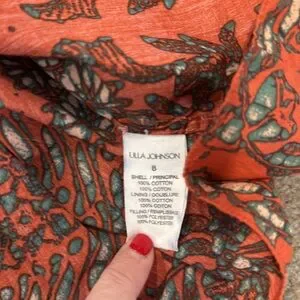 ULLA JOHNSON
8
SHELL / PRINCIPAL
100% COTTON
100% COTON
LINING / DOUBLURE
100% COTTON
100% COTON
FILLING / REMPLISSAGE
100% POLYESTER
100% POLYESTER